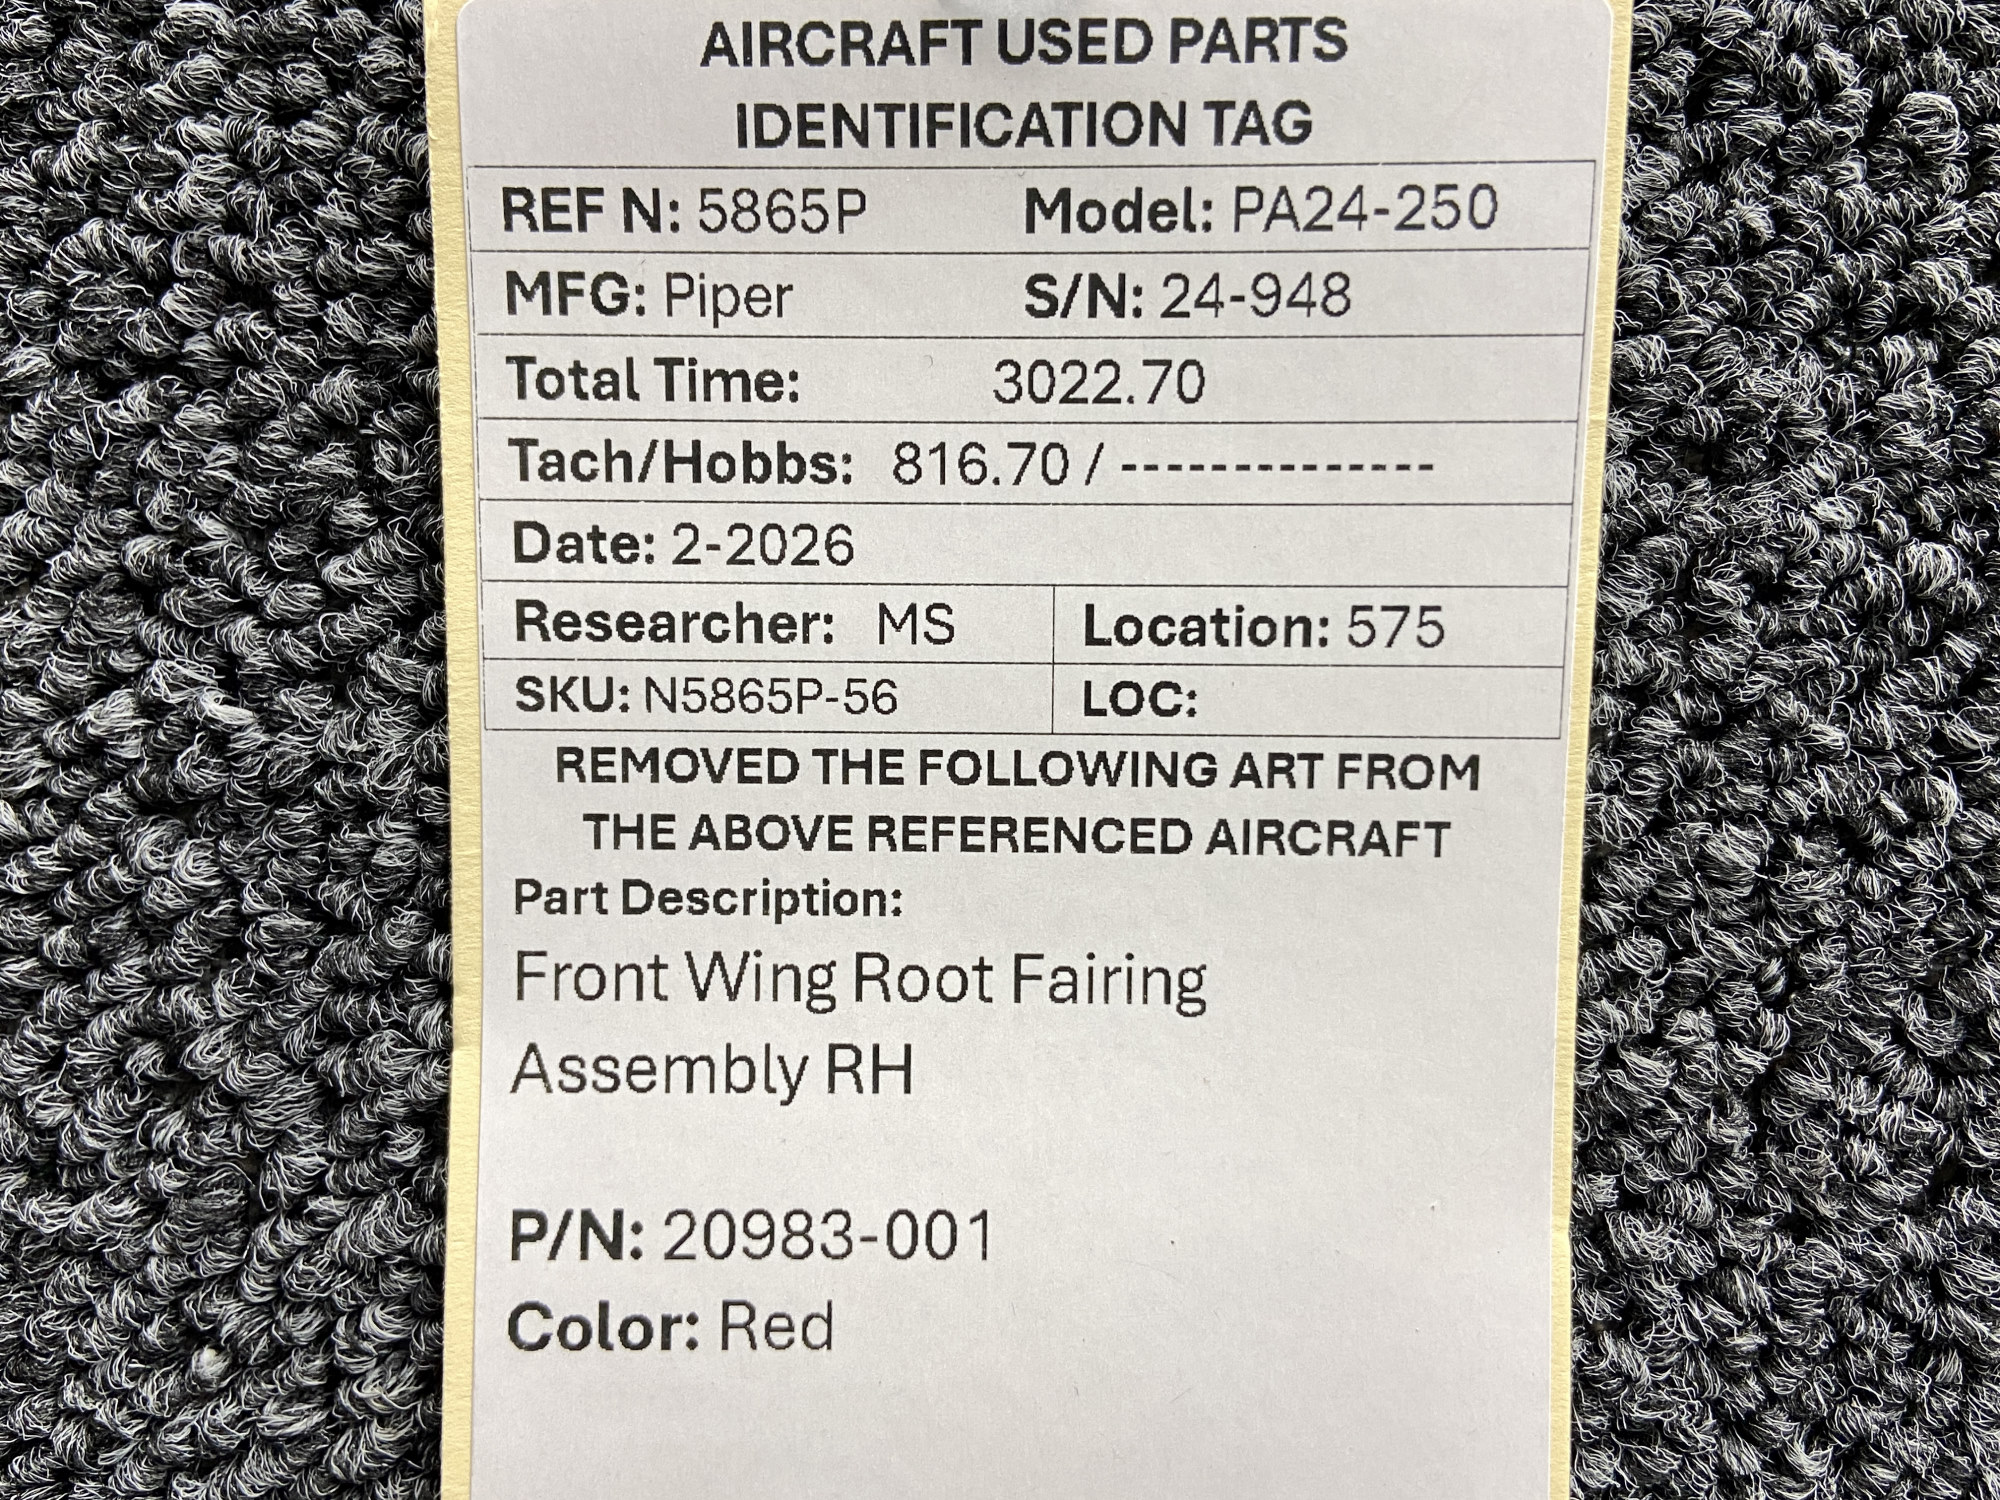 AIRCRAFT USED PARTS
IDENTIFICATION TAG
REF N: 5865P Model: PA24-250
MFG: Piper S/N: 24-948
Total Time: 3022.70
Tach/Hobbs: 816.70 / --------------
Date: 2-2026
Researcher: MS Location: 575
SKU: N5865P-56 LOC:
REMOVED THE FOLLOWING ART FROM
THE ABOVE REFERENCED AIRCRAFT
Part Description:
Front Wing Root Fairing
Assembly RH
P/N: 20983-001
Color: Red